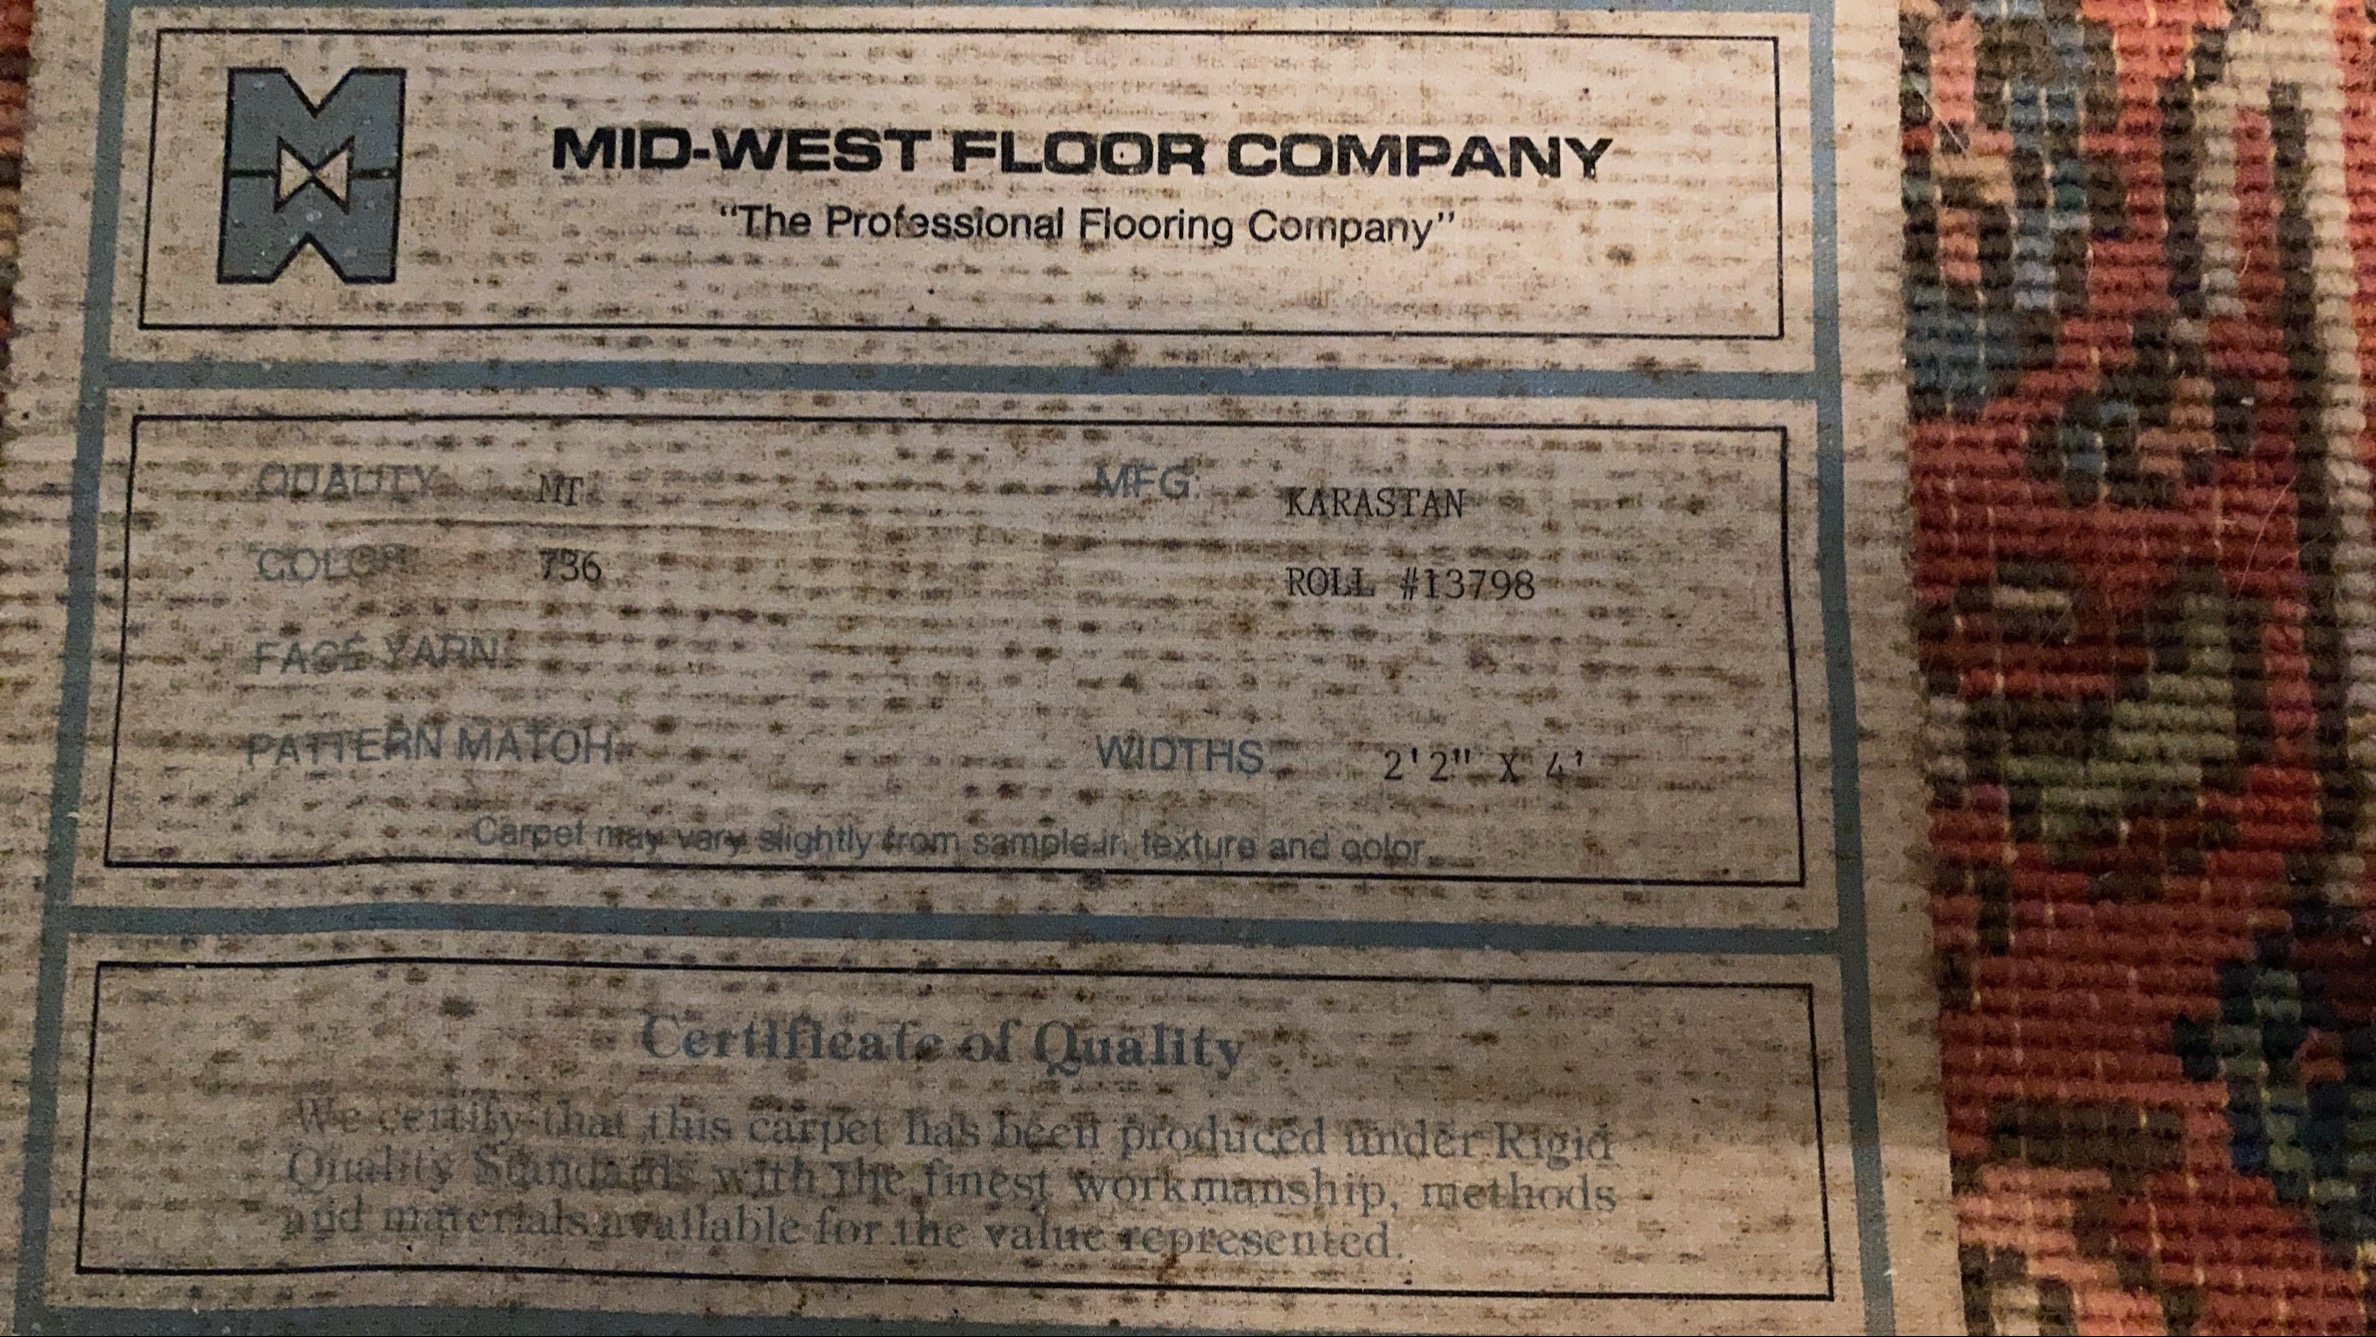 MID-WEST FLOOR COMPANY
"The Professional Flooring Company"
QUALITY: MT
MFG: KARASTAN
COLOR: 736
ROLL #13798
FACE YARN:
PATTERN MATCH:
WIDTHS: 2'2" X 4'
Carpet may vary slightly from sample in texture and color.
Certificate of Quality
We certify that this carpet has been produced under Rigid
Quality Standards with the finest workmanship, methods
and materials available for the value represented.